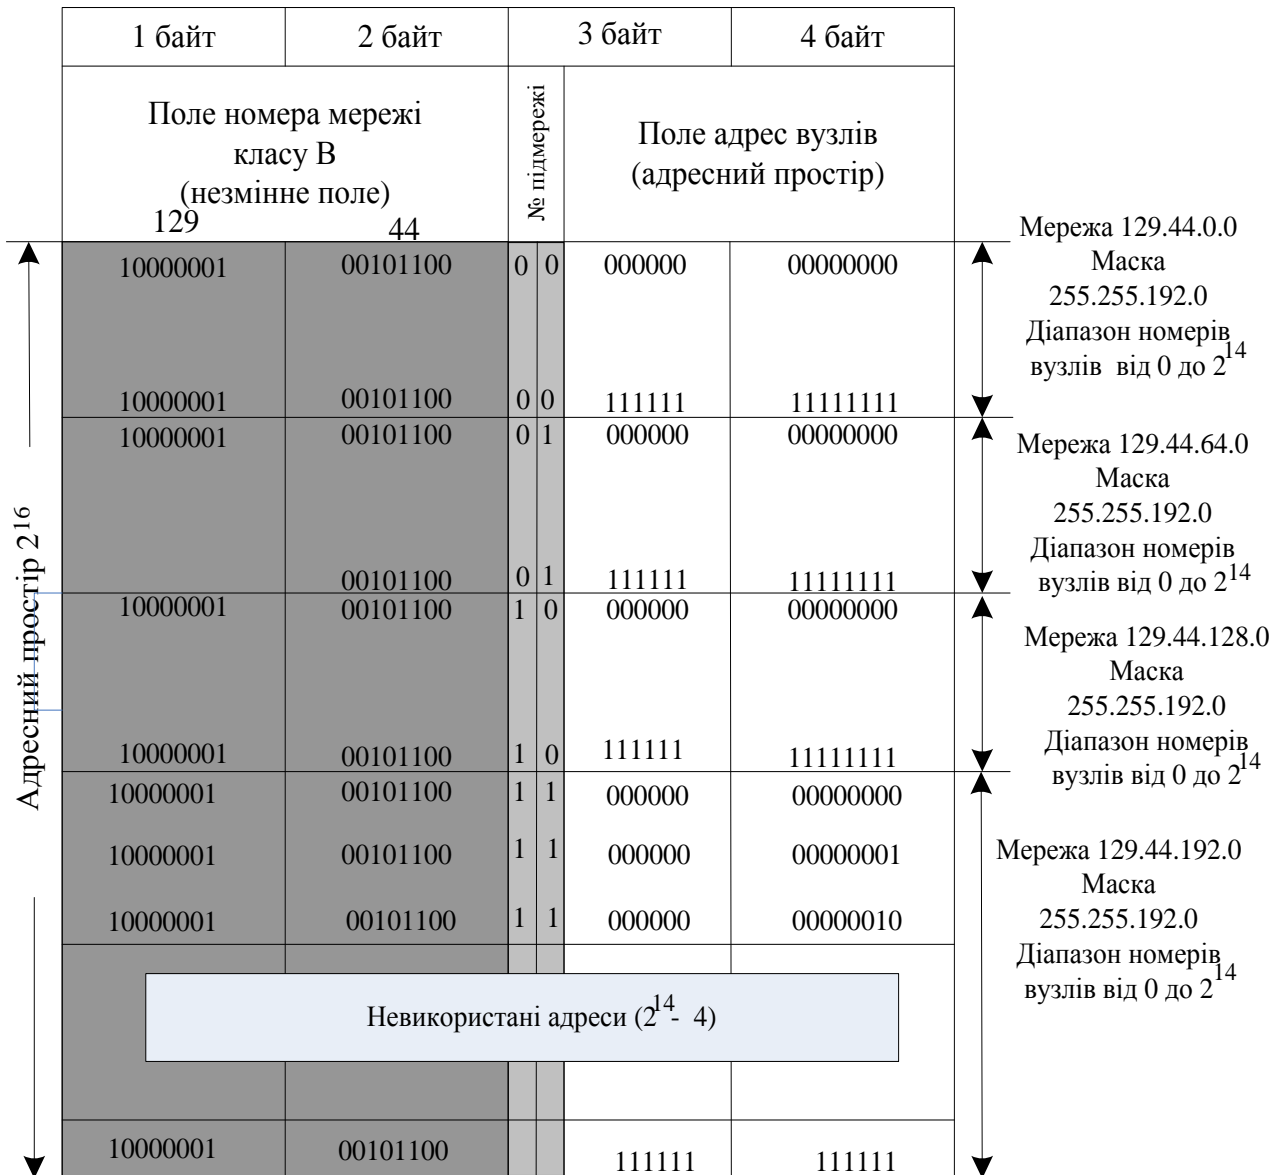 1 байт 2 байт 3 байт 4 байт
Поле номера мережі
класу В
(незмінне поле)
129 44
№ підмережі
Поле адрес вузлів
(адресний простір)
Адресний простір 2^16
10000001 00101100 0 0 000000 00000000
10000001 00101100 0 0 111111 11111111
Мережа 129.44.0.0
Маска
255.255.192.0
Діапазон номерів
вузлів від 0 до 2^14
10000001 00101100 0 1 000000 00000000
00101100 0 1 111111 11111111
Мережа 129.44.64.0
Маска
255.255.192.0
Діапазон номерів
вузлів від 0 до 2^14
10000001 00101100 1 0 000000 00000000
10000001 00101100 1 0 111111 11111111
Мережа 129.44.128.0
Маска
255.255.192.0
Діапазон номерів
вузлів від 0 до 2^14
10000001 00101100 1 1 000000 00000000
10000001 00101100 1 1 000000 00000001
10000001 00101100 1 1 000000 00000010
Мережа 129.44.192.0
Маска
255.255.192.0
Діапазон номерів
вузлів від 0 до 2^14
Невикористані адреси (2^14 - 4)
10000001 00101100 111111 111111